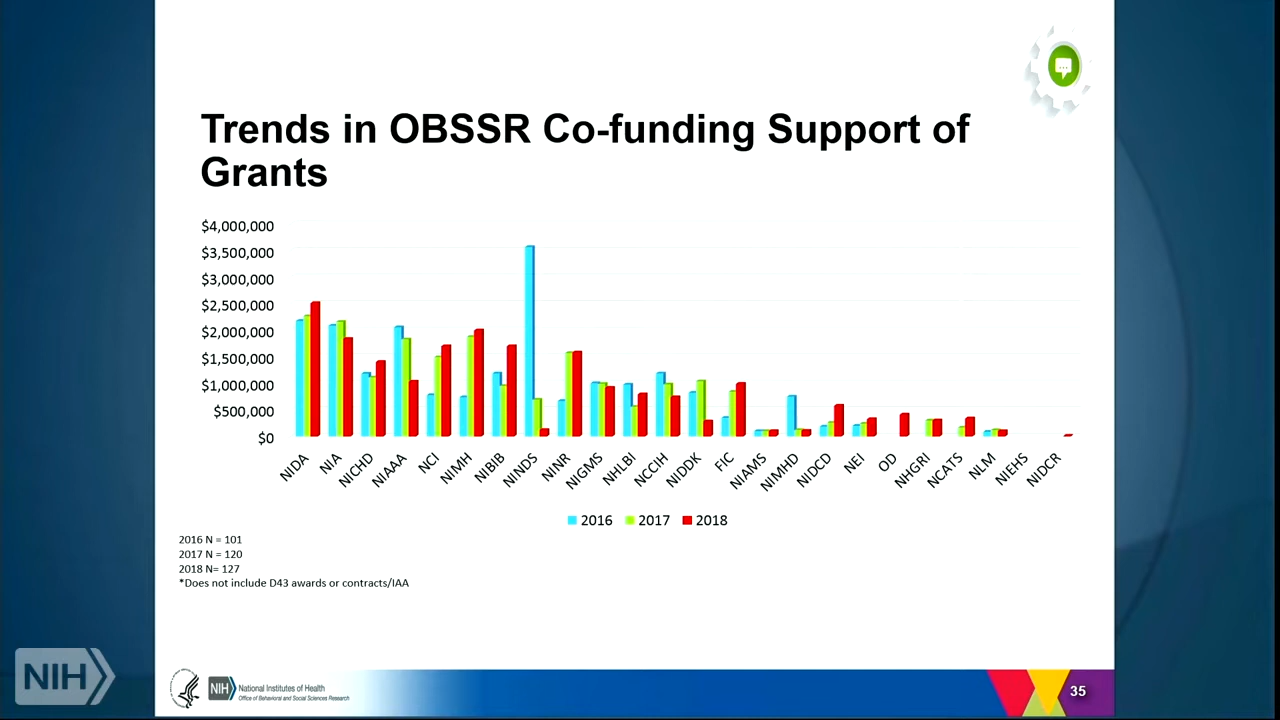 Trends in OBSSR Co-funding Support of
Grants
$4,000,000
$3,500,000
$3,000,000
$2,500,000
$2,000,000
$1,500,000
$1,000,000
$500,000
$0
NIDA
NIA
NICHD
NIAAA
NCI
NIMH
NIBIB
NINDS
NINR
NIGMS
NHLBI
NCCIH
NIDDK
FIC
NIAMS
NIMHD
NIDCD
NEI
OD
NHGRI
NCATS
NLM
NIEHS
NIDCR
2016 2017 2018
2016 N = 101
2017 N = 120
2018 N= 127
*Does not include D43 awards or contracts/IAA
NIH
NIH
National Institutes of Health
Office of Behavioral and Social Sciences Research
35